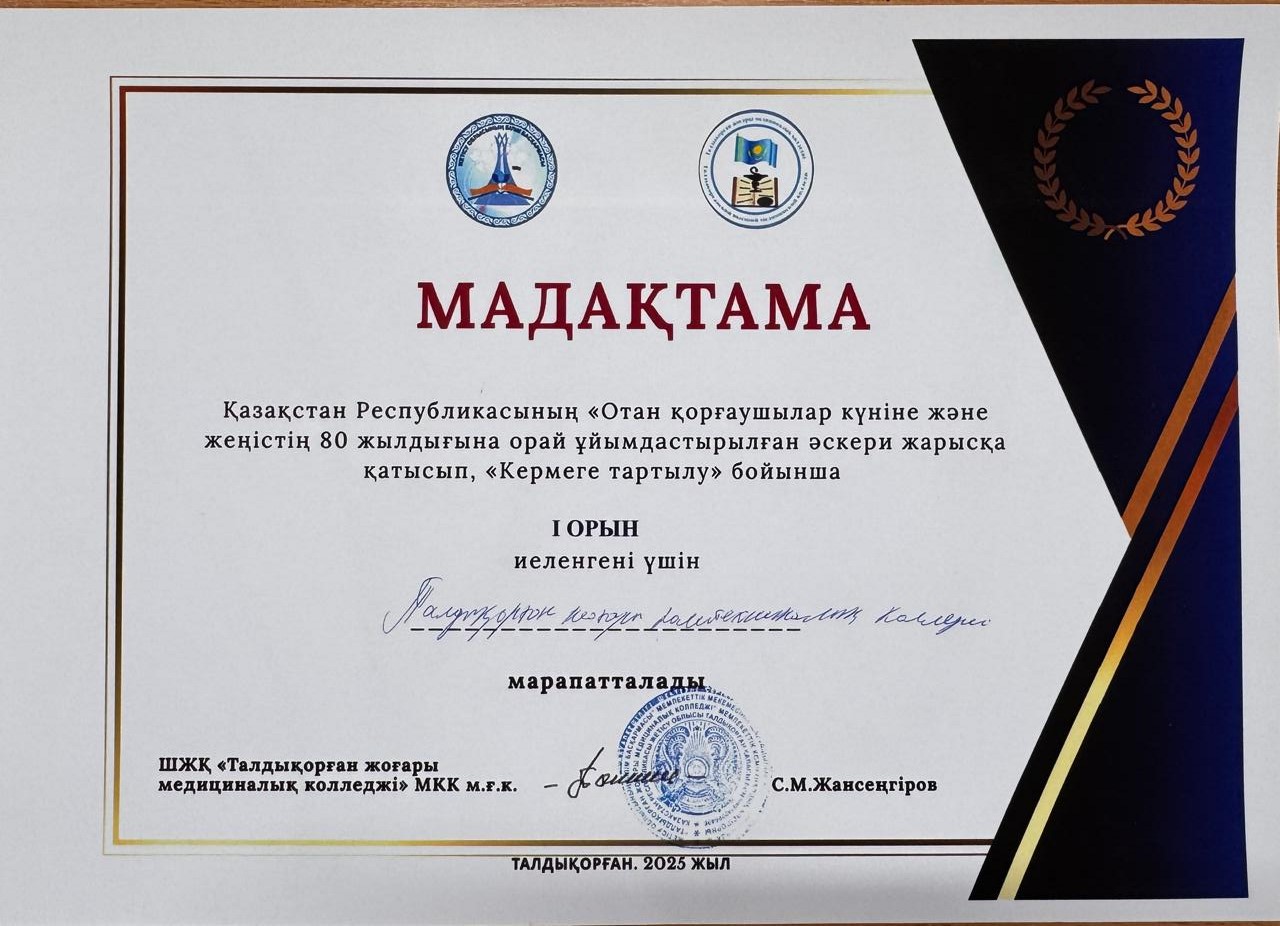 МАДАҚТАМА
Қазақстан Республикасының «Отан қорғаушылар күніне және
жеңістің 80 жылдығына орай ұйымдастырылған әскери жарысқа
қатысып, «Кермеге тартылу» бойынша
I ОРЫН
иеленгені үшін
Талдықорған жоғары политехникалық колледжі
марапатталады
ШЖҚ «Талдықорған жоғары
медициналық колледжі» МКК м.ғ.к.
С.М.Жансеңгіров
ТАЛДЫҚОРҒАН. 2025 ЖЫЛ